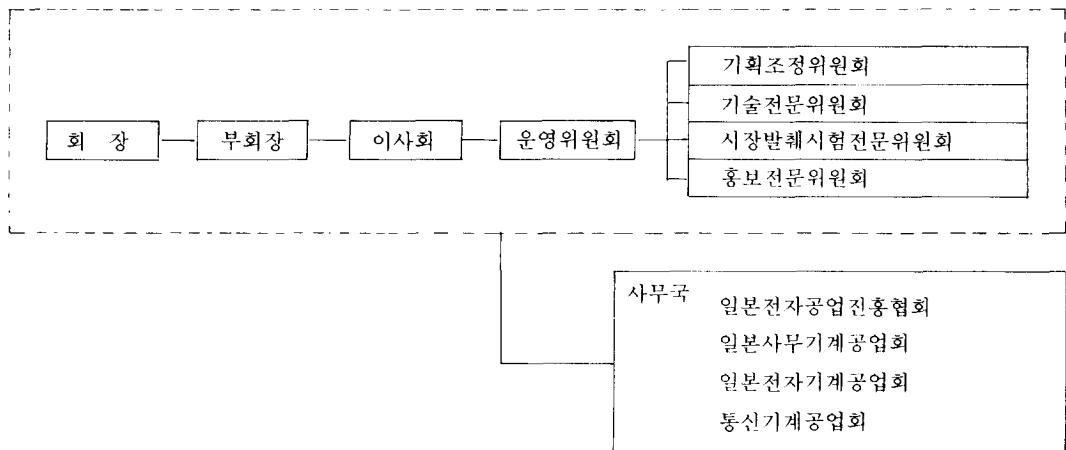 기획조정위원회
기술전문위원회
회 장
부회장
이사회
운영위원회
시장발췌시험전문위원회
홍보전문위원회
사무국
일본전자공업진흥협회
일본사무기계공업회
일본전자기계공업회
통신기계공업회